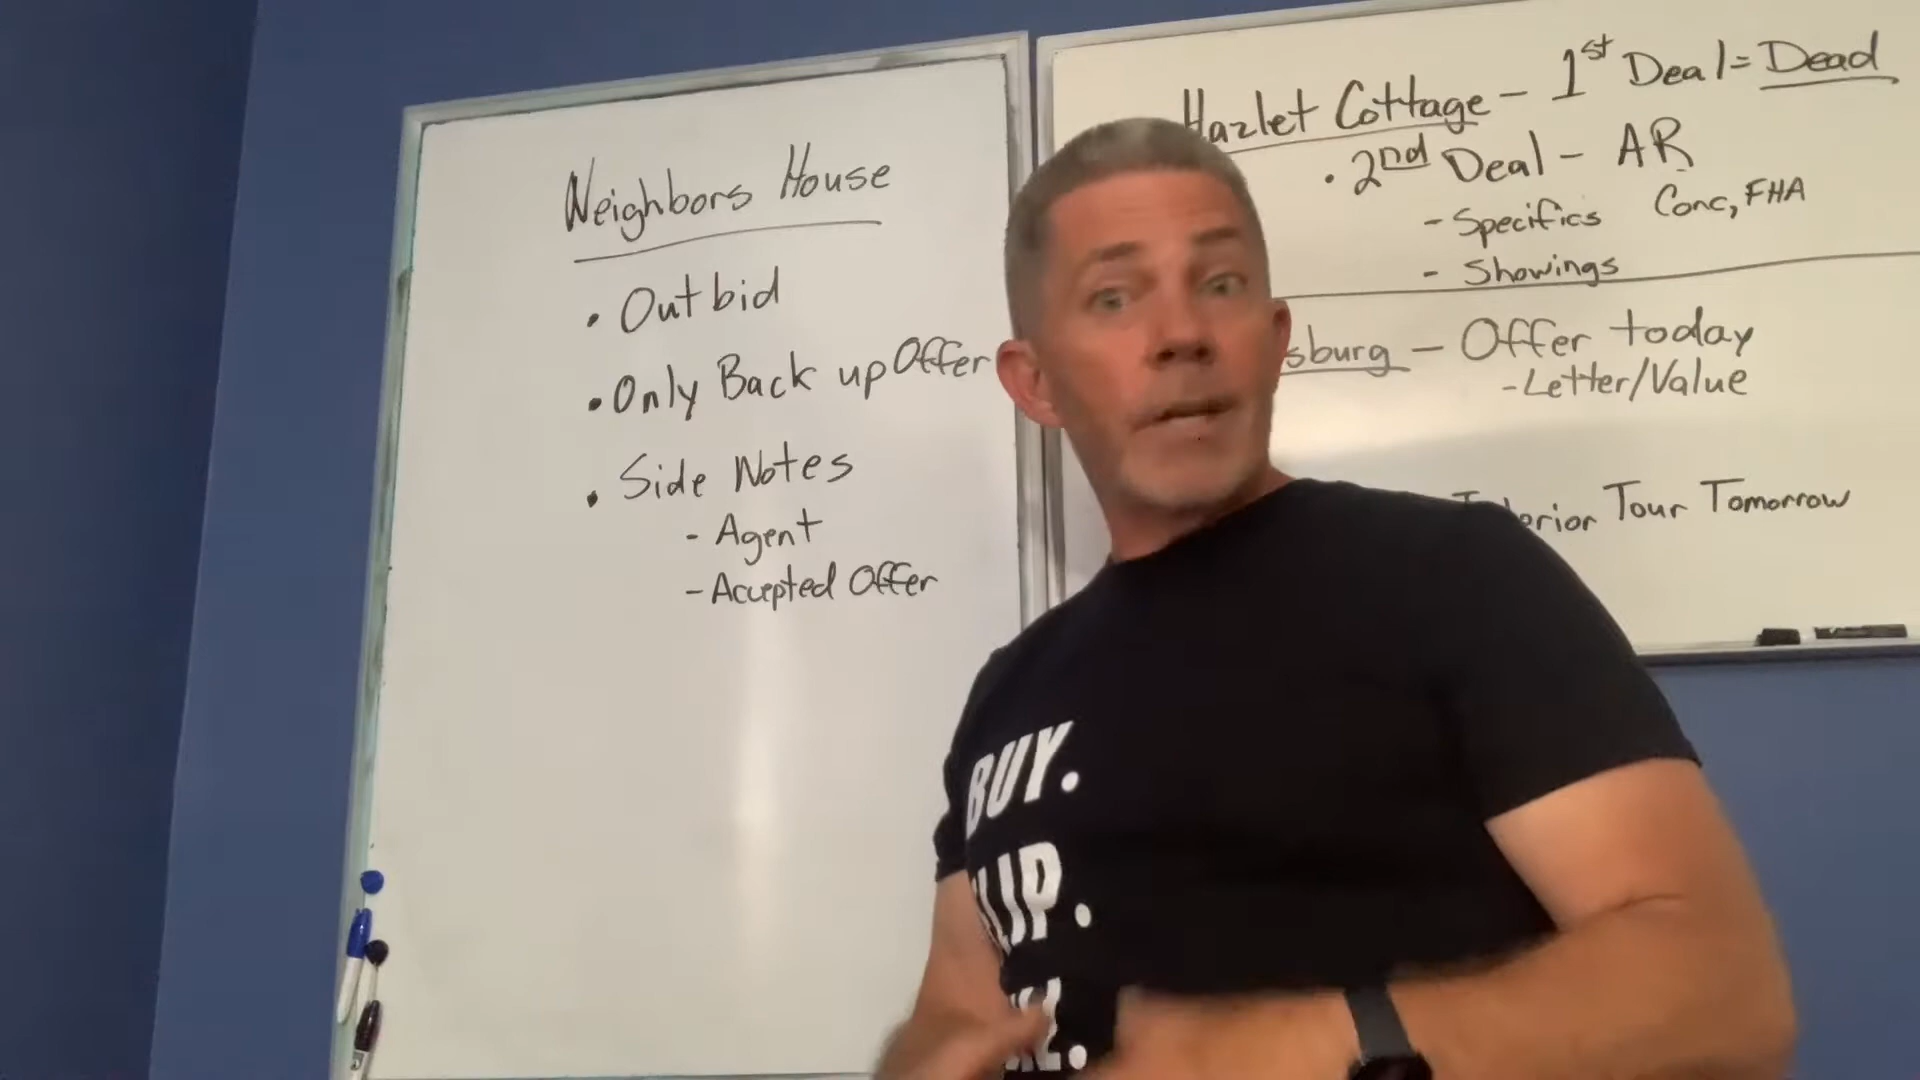 Neighbors House
• Outbid
• Only Back up Offer
• Side Notes
- Agent
- Accepted Offer
Hazlet Cottage - 1st Deal = Dead
• 2nd Deal - AR
- Specifics Conc, FHA
- Showings
sburg - Offer today
- Letter/Value
Tour Tomorrow
BUY.
LIP.